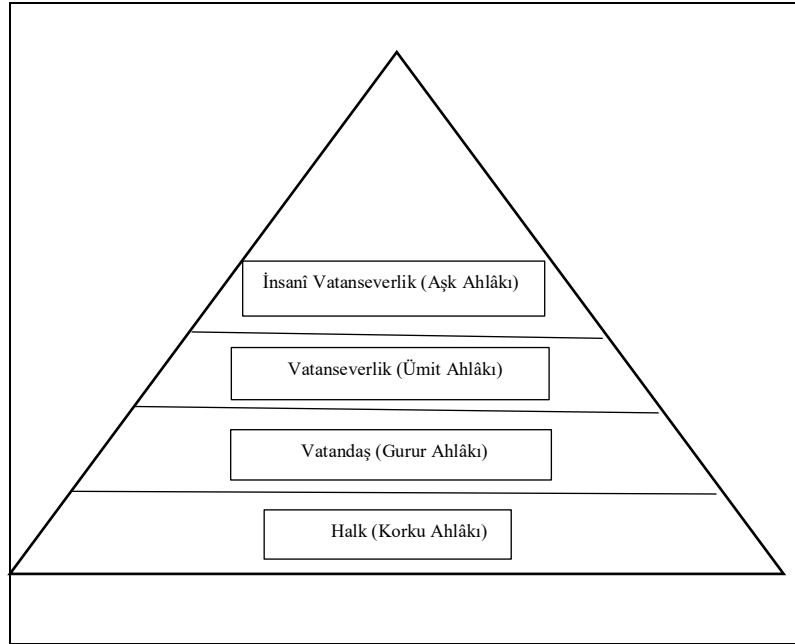 İnsanî Vatanseverlik (Aşk Ahlâkı)
Vatanseverlik (Ümit Ahlâkı)
Vatandaş (Gurur Ahlâkı)
Halk (Korku Ahlâkı)